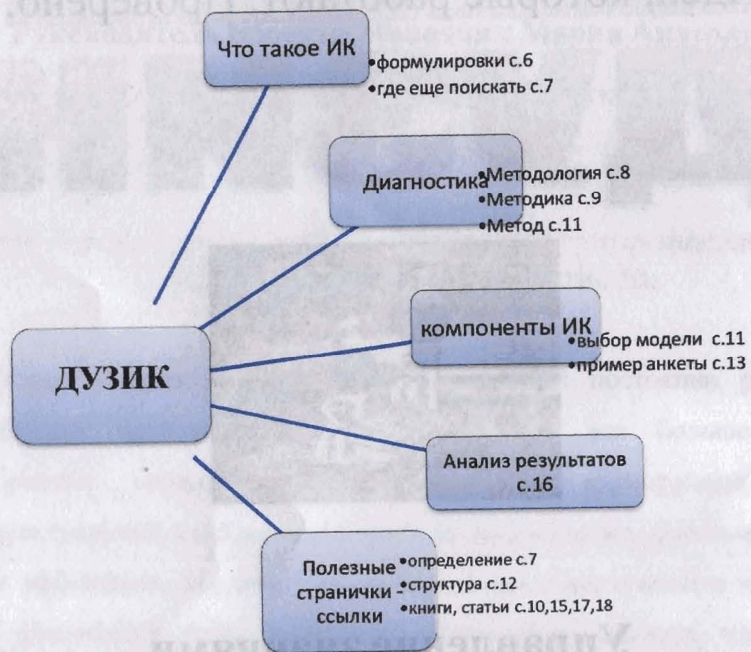 Что такое ИК
•формулировки с.6
•где еще поискать с.7
Диагностика
•Методология с.8
•Методика с.9
•Метод с.11
компоненты ИК
•выбор модели с.11
•пример анкеты с.13
ДУЗИК
Анализ результатов
с.16
Полезные
странички -
ссылки
•определение с.7
•структура с.12
•книги, статьи с.10,15,17,18